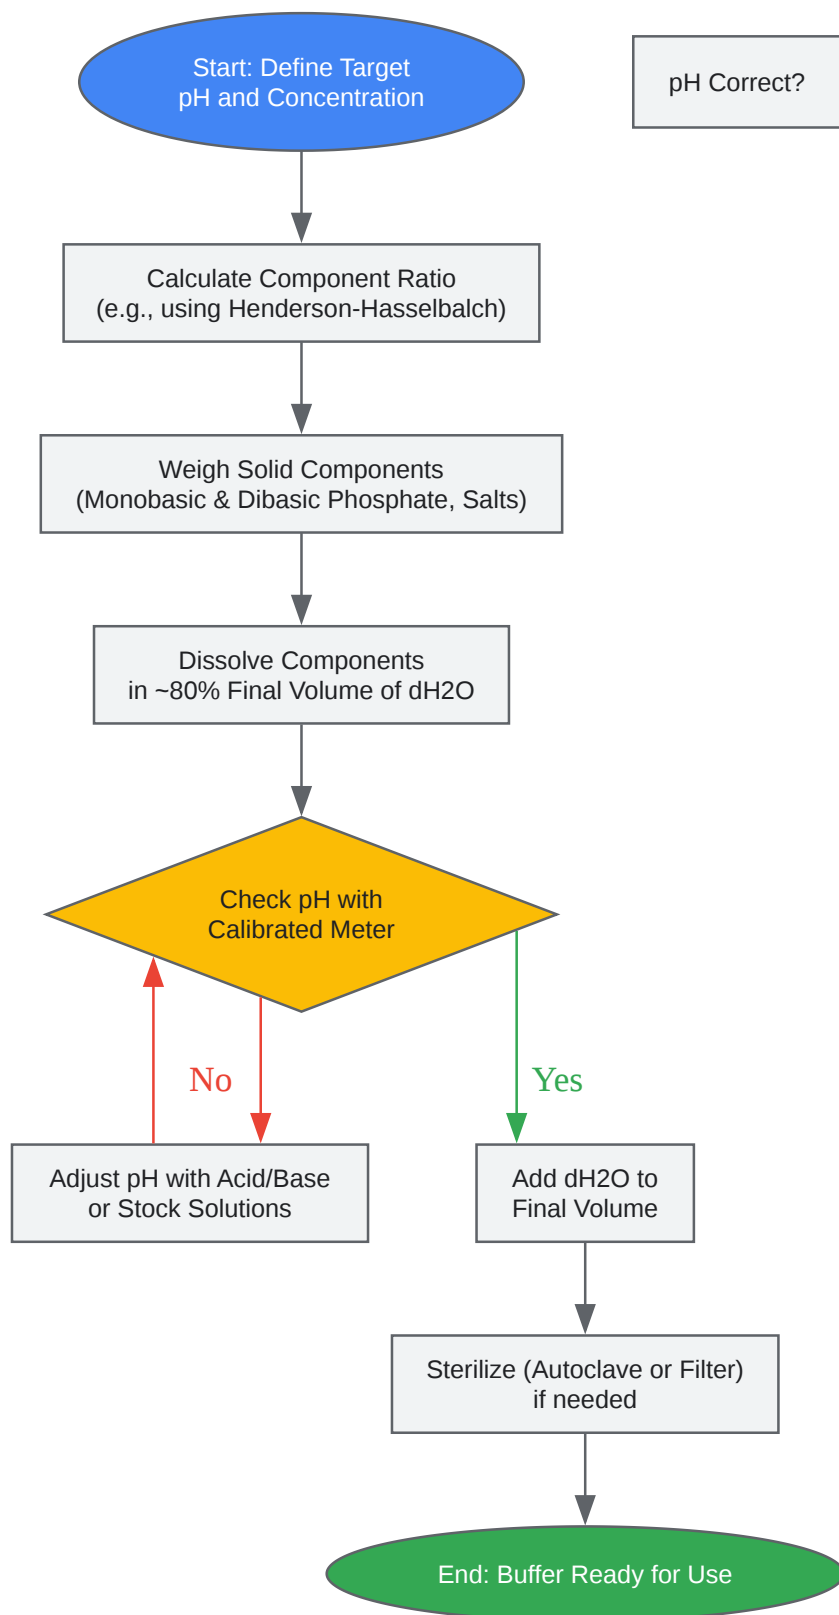 Start: Define Target
pH and Concentration
pH Correct?
Calculate Component Ratio
(e.g., using Henderson-Hasselbalch)
Weigh Solid Components
(Monobasic & Dibasic Phosphate, Salts)
Dissolve Components
in ~80% Final Volume of dH2O
Check pH with
Calibrated Meter
No
Yes
Adjust pH with Acid/Base
or Stock Solutions
Add dH2O to
Final Volume
Sterilize (Autoclave or Filter)
if needed
End: Buffer Ready for Use